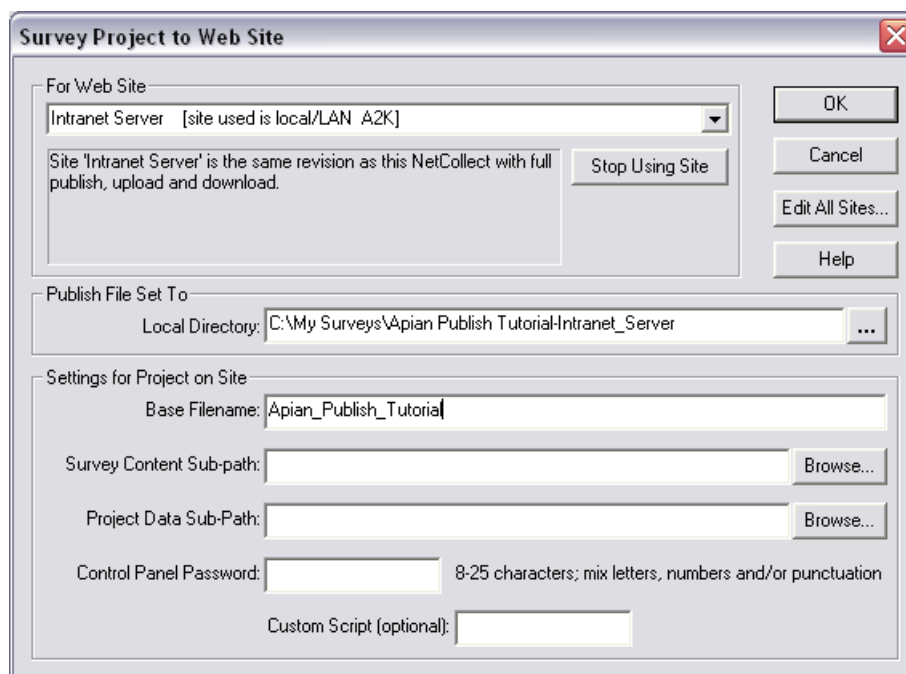 Survey Project to Web Site
For Web Site
Intranet Server [site used is local/LAN A2K]
Site 'Intranet Server' is the same revision as this NetCollect with full
publish, upload and download.
Stop Using Site
OK
Cancel
Edit All Sites...
Help
Publish File Set To
Local Directory: C:\My Surveys\Apian Publish Tutorial-Intranet_Server
...
Settings for Project on Site
Base Filename: Apian_Publish_Tutorial
Survey Content Sub-path: Browse...
Project Data Sub-Path: Browse...
Control Panel Password: 8-25 characters; mix letters, numbers and/or punctuation
Custom Script (optional):